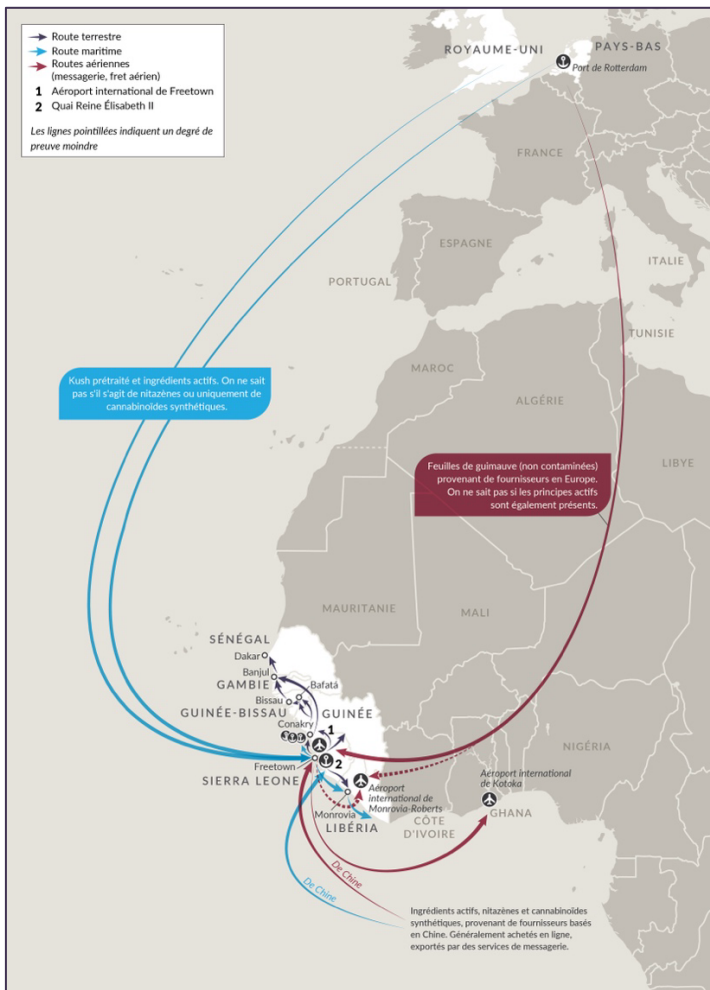 Route terrestre
Route maritime
Routes aériennes
(messagerie, fret aérien)
1 Aéroport international de Freetown
2 Quai Reine Élisabeth II
Les lignes pointillées indiquent un degré de
preuve moindre
ROYAUME-UNI
PAYS-BAS
Port de Rotterdam
FRANCE
ESPAGNE
ITALIE
PORTUGAL
TUNISIE
MAROC
Kush prétraité et ingrédients actifs. On ne sait
pas s'il s'agit de nitazènes ou uniquement de
cannabinoïdes synthétiques.
ALGÉRIE
LIBYE
Feuilles de guimauve (non contaminées)
provenant de fournisseurs en Europe.
On ne sait pas si les principes actifs
sont également présents.
MAURITANIE
MALI
SÉNÉGAL
Dakar
Banjul
GAMBIE
Bafatá
Bissau
GUINÉE-BISSAU
GUINÉE
Conakry
1
NIGÉRIA
2
Freetown
SIERRA LEONE
Aéroport international
de Kotoka
Aéroport
international de
Monrovia-Roberts
Monrovia
LIBÉRIA
CÔTE
D'IVOIRE
GHANA
De Chine
De Chine
Ingrédients actifs, nitazènes et cannabinoïdes
synthétiques, provenant de fournisseurs basés
en Chine. Généralement achetés en ligne,
exportés par des services de messagerie.